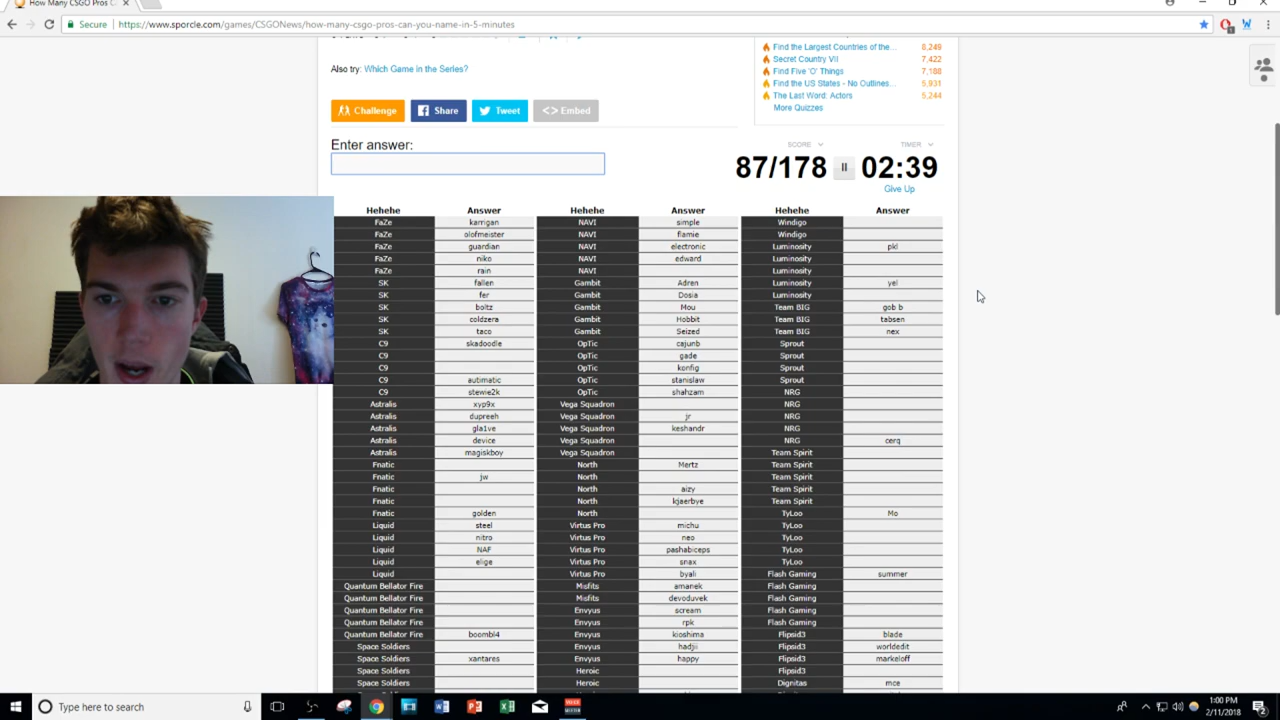 How Many CSGO Pros C
Secure
https://www.sporcle.com/games/CSGONews/how-many-csgo-pros-can-you-name-in-5-minutes
Also try: Which Game in the Series?
Find the Largest Countries of the... 8,249
Secret Country VII 7,422
Find Five 'O' Things 7,188
Find the US States - No Outlines... 5,931
The Last Word: Actors 5,244
More Quizzes
Challenge Share Tweet <> Embed
Enter answer:
SCORE TIMER
87/178 02:39
Give Up
Hehehe Answer Hehehe Answer Hehehe Answer
FaZe karrigan NAVI simple Windigo
FaZe olofmeister NAVI flamie Windigo
FaZe guardian NAVI electronic Luminosity pkl
FaZe niko NAVI edward Luminosity
FaZe rain NAVI Luminosity
SK fallen Gambit Adren Luminosity yel
SK fer Gambit Dosia Luminosity
SK boltz Gambit Mou Team BIG gob b
SK coldzera Gambit Hobbit Team BIG tabsen
SK taco Gambit Seized Team BIG nex
C9 skadoodle OpTic cajunb Sprout
C9 OpTic gade Sprout
C9 OpTic konfig Sprout
C9 autimatic OpTic stanislaw Sprout
C9 stewie2k OpTic shahzam NRG
Astralis xyp9x Vega Squadron NRG
Astralis dupreeh Vega Squadron jr NRG
Astralis gla1ve Vega Squadron keshandr NRG
Astralis device Vega Squadron NRG cerq
Astralis magiskboy Vega Squadron Team Spirit
Fnatic North Mertz Team Spirit
Fnatic jw North Team Spirit
Fnatic North aizy Team Spirit
Fnatic North kjaerbye Team Spirit
Fnatic golden North TyLoo Mo
Liquid steel Virtus Pro michu TyLoo
Liquid nitro Virtus Pro neo TyLoo
Liquid NAF Virtus Pro pashabiceps TyLoo
Liquid elige Virtus Pro snax TyLoo
Liquid Virtus Pro byali Flash Gaming summer
Quantum Bellator Fire Misfits amanek Flash Gaming
Quantum Bellator Fire Misfits devoduvek Flash Gaming
Quantum Bellator Fire Envyus scream Flash Gaming
Quantum Bellator Fire Envyus rpk Flash Gaming
Quantum Bellator Fire boombl4 Envyus kioshima Flipsid3 blade
Space Soldiers Envyus hadjii Flipsid3 worldedit
Space Soldiers xantares Envyus happy Flipsid3 markeloff
Space Soldiers Heroic Flipsid3
Space Soldiers Heroic Dignitas mce
Type here to search
1:00 PM
2/11/2018